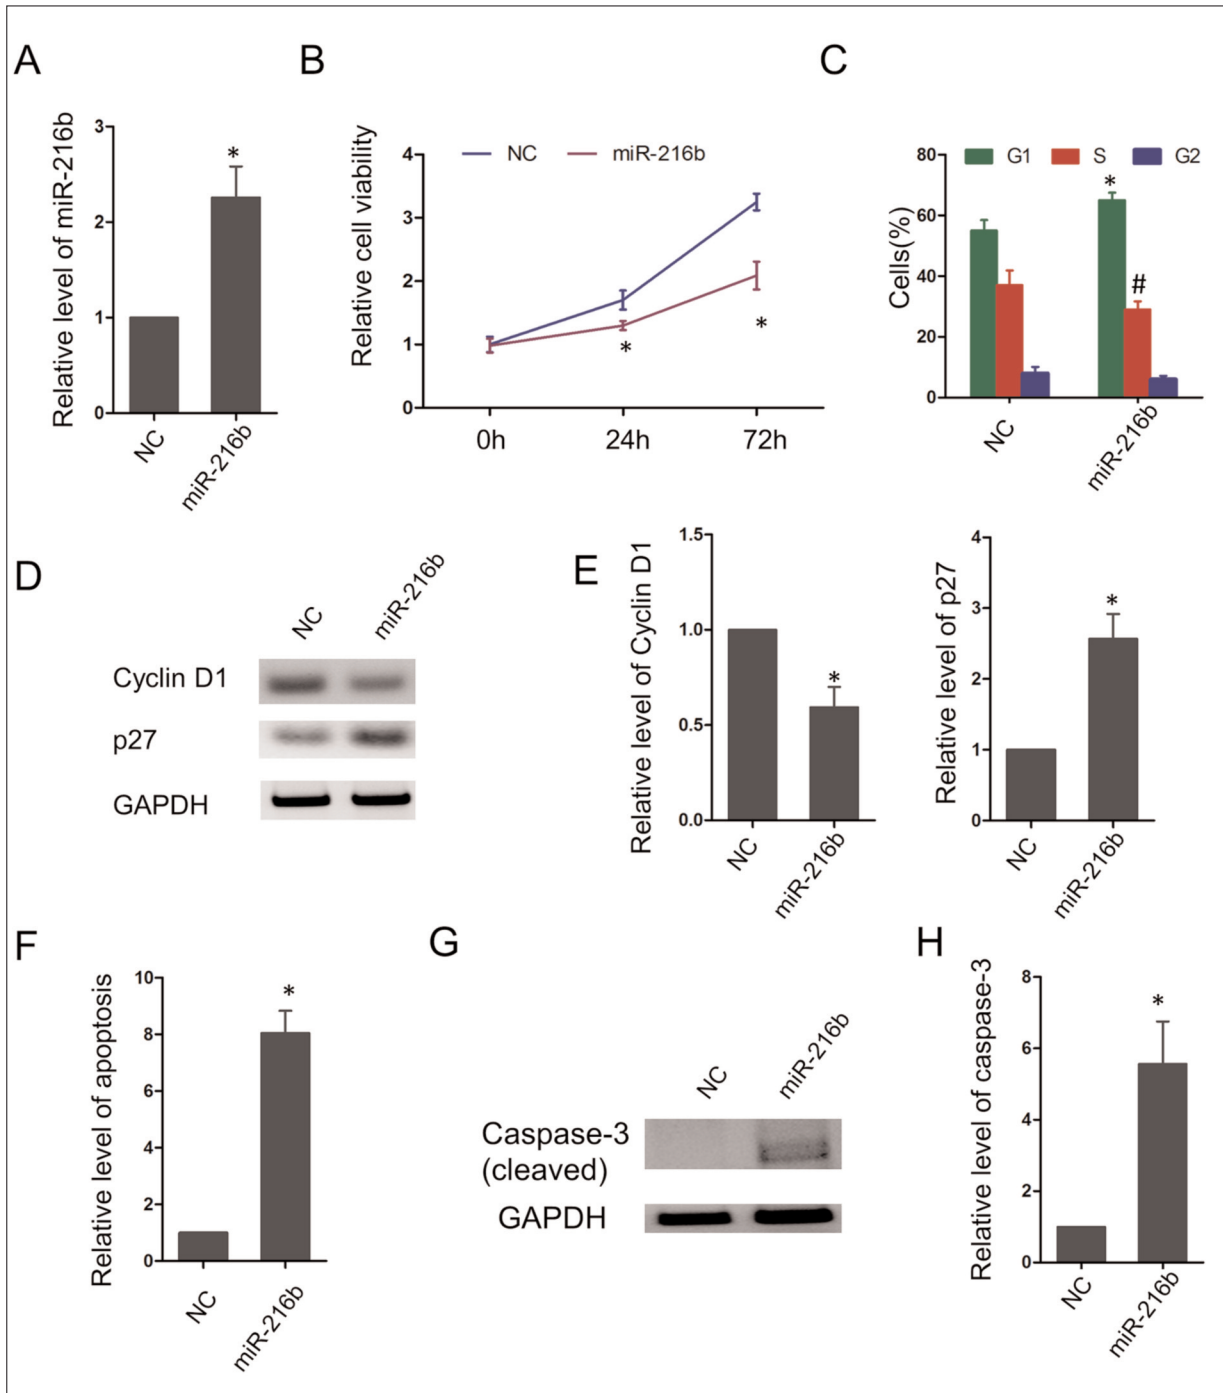 A
Relative level of miR-216b
3
2
1
0
*
NC
miR-216b
B
Relative cell viability
NC
miR-216b
4
3
2
1
0
*
*
0h
24h
72h
C
G1
S
G2
Cells(%)
80
60
40
20
0
*
#
NC
miR-216b
D
NC
miR-216b
Cyclin D1
p27
GAPDH
E
Relative level of Cyclin D1
1.5
1.0
0.5
0.0
*
NC
miR-216b
Relative level of p27
4
3
2
1
0
*
NC
miR-216b
F
Relative level of apoptosis
10
8
6
4
2
0
*
NC
miR-216b
G
NC
miR-216b
Caspase-3
(cleaved)
GAPDH
H
Relative level of caspase-3
8
6
4
2
0
*
NC
miR-216b